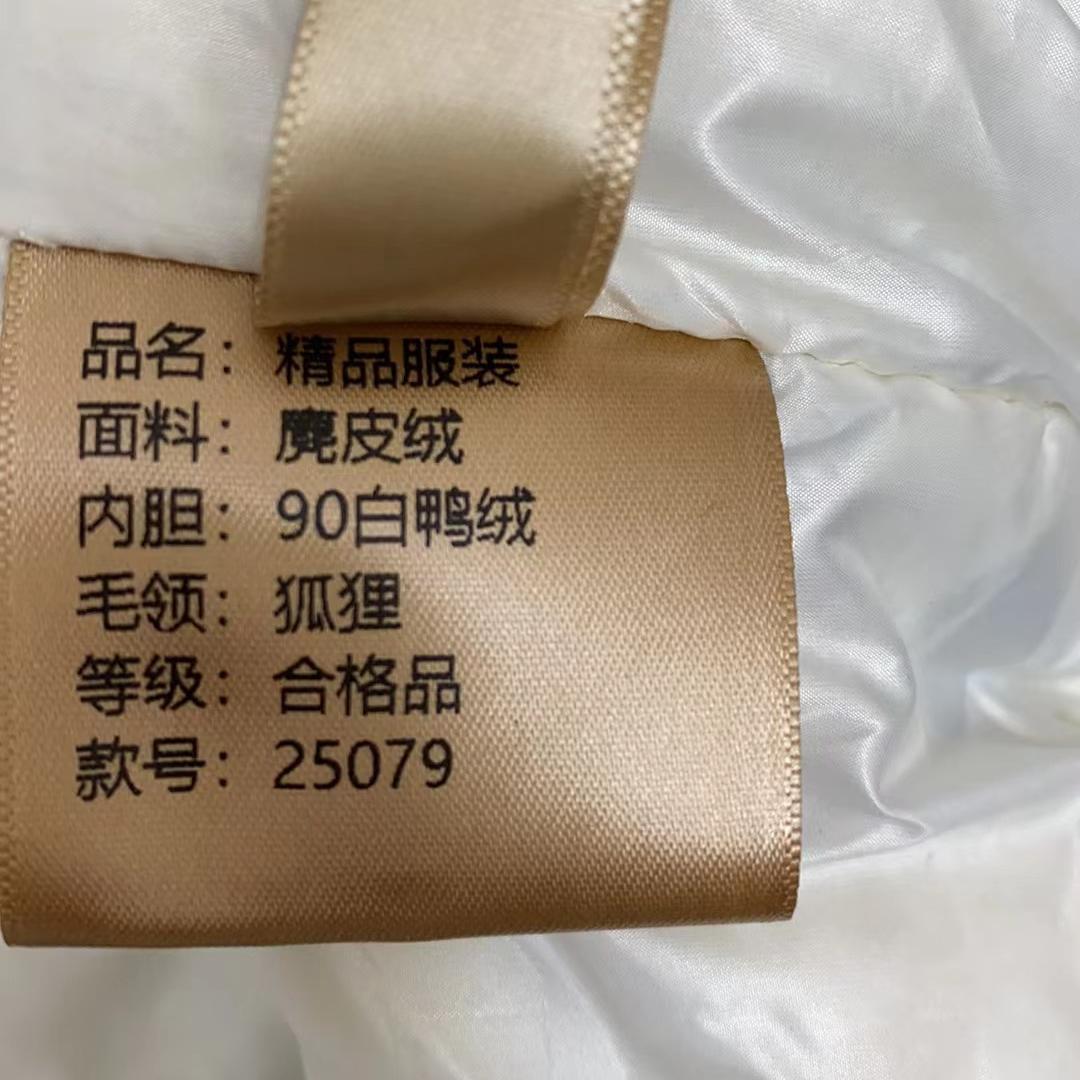 品名：精品服装
面料：麂皮绒
内胆：90白鸭绒
毛领：狐狸
等级：合格品
款号：25079